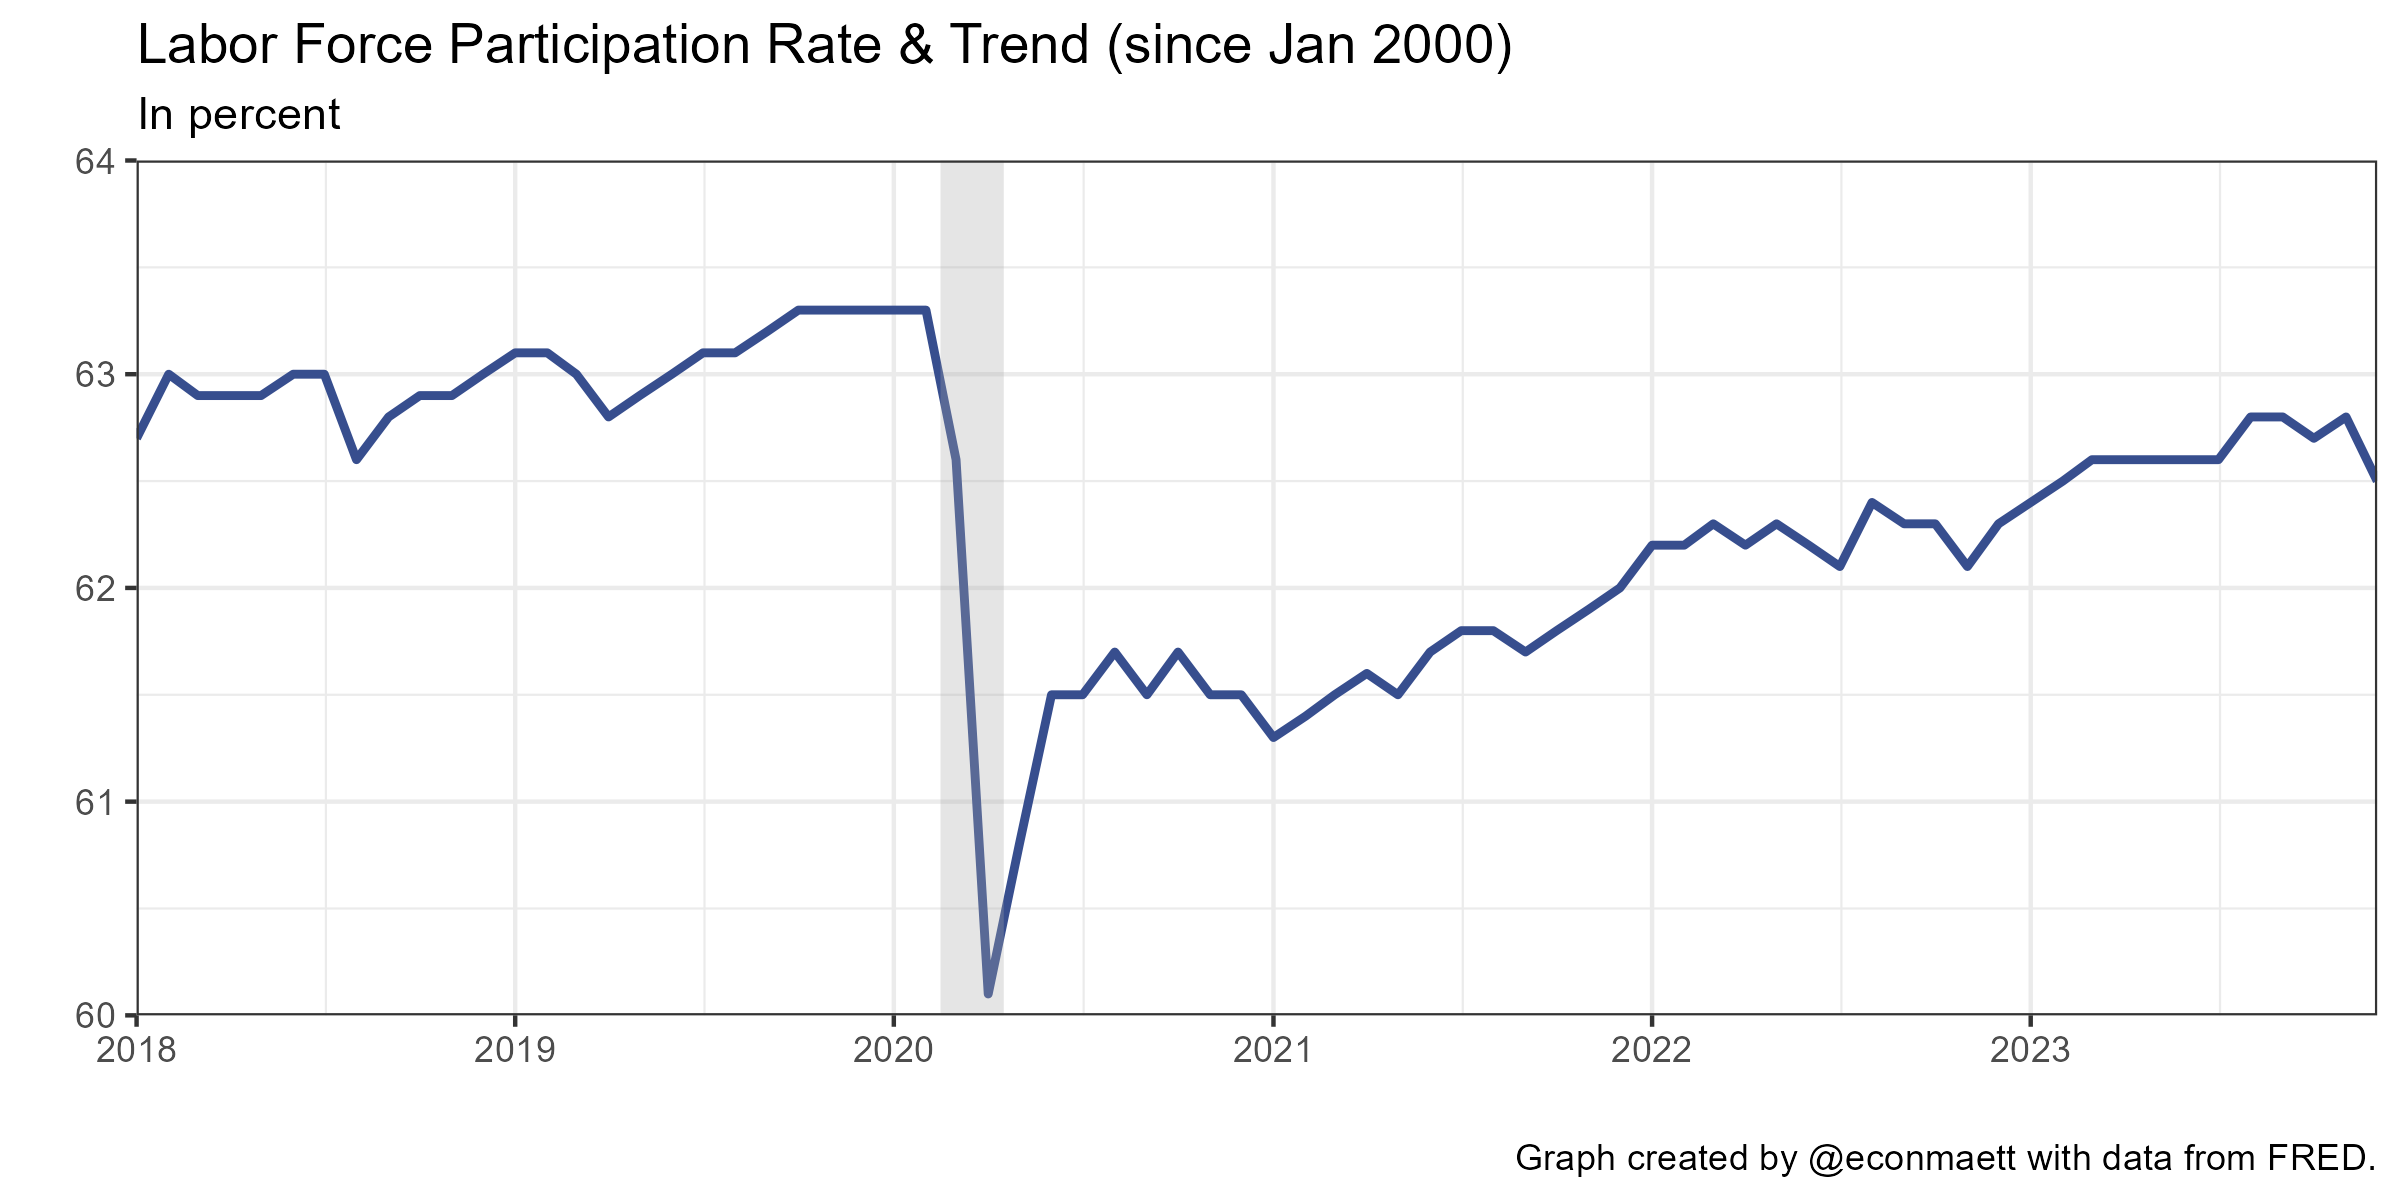 Labor Force Participation Rate & Trend (since Jan 2000)
In percent
64
63
62
61
60
2018 2019 2020 2021 2022 2023
Graph created by @econmaett with data from FRED.